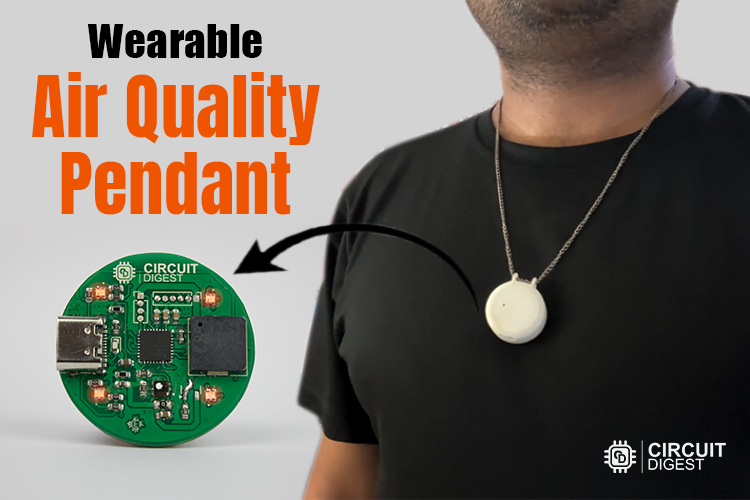 Wearable
Air Quality
Pendant
CIRCUIT
DIGEST
CIRCUIT
DIGEST